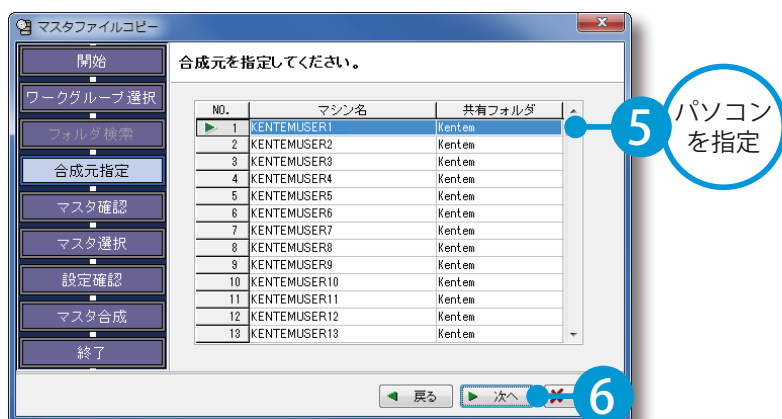 マスタファイルコピー
開始
ワークグループ選択
フォルダ検索
合成元指定
マスタ確認
マスタ選択
設定確認
マスタ合成
終了
合成元を指定してください。
NO. マシン名 共有フォルダ
1 KENTEMUSER1 Kentem
2 KENTEMUSER2 Kentem
3 KENTEMUSER3 Kentem
4 KENTEMUSER4 Kentem
5 KENTEMUSER5 Kentem
6 KENTEMUSER6 Kentem
7 KENTEMUSER7 Kentem
8 KENTEMUSER8 Kentem
9 KENTEMUSER9 Kentem
10 KENTEMUSER10 Kentem
11 KENTEMUSER11 Kentem
12 KENTEMUSER12 Kentem
13 KENTEMUSER13 Kentem
5
パソコン
を指定
戻る 次へ
6